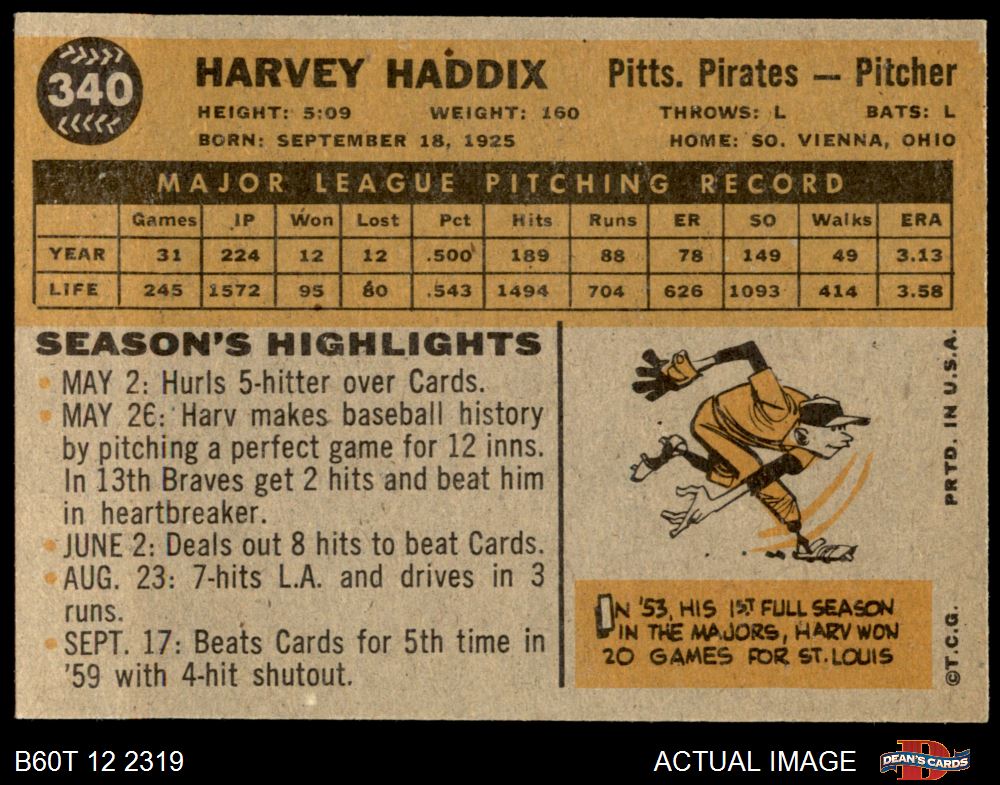 340
HARVEY HADDIX
Pitts. Pirates — Pitcher
HEIGHT: 5:09 WEIGHT: 160 THROWS: L BATS: L
BORN: SEPTEMBER 18, 1925 HOME: SO. VIENNA, OHIO
MAJOR LEAGUE PITCHING RECORD
Games IP Won Lost Pct Hits Runs ER SO Walks ERA
YEAR 31 224 12 12 .500 189 88 78 149 49 3.13
LIFE 245 1572 95 80 .543 1494 704 626 1093 414 3.58
SEASON'S HIGHLIGHTS
• MAY 2: Hurls 5-hitter over Cards.
• MAY 26: Harv makes baseball history
by pitching a perfect game for 12 inns.
In 13th Braves get 2 hits and beat him
in heartbreaker.
• JUNE 2: Deals out 8 hits to beat Cards.
• AUG. 23: 7-hits L.A. and drives in 3
runs.
• SEPT. 17: Beats Cards for 5th time in
'59 with 4-hit shutout.
IN '53, HIS 1ST FULL SEASON
IN THE MAJORS, HARV WON
20 GAMES FOR ST. LOUIS
©T.C.G. PRTD. IN U.S.A.
B60T 12 2319
ACTUAL IMAGE
D
DEAN'S CARDS